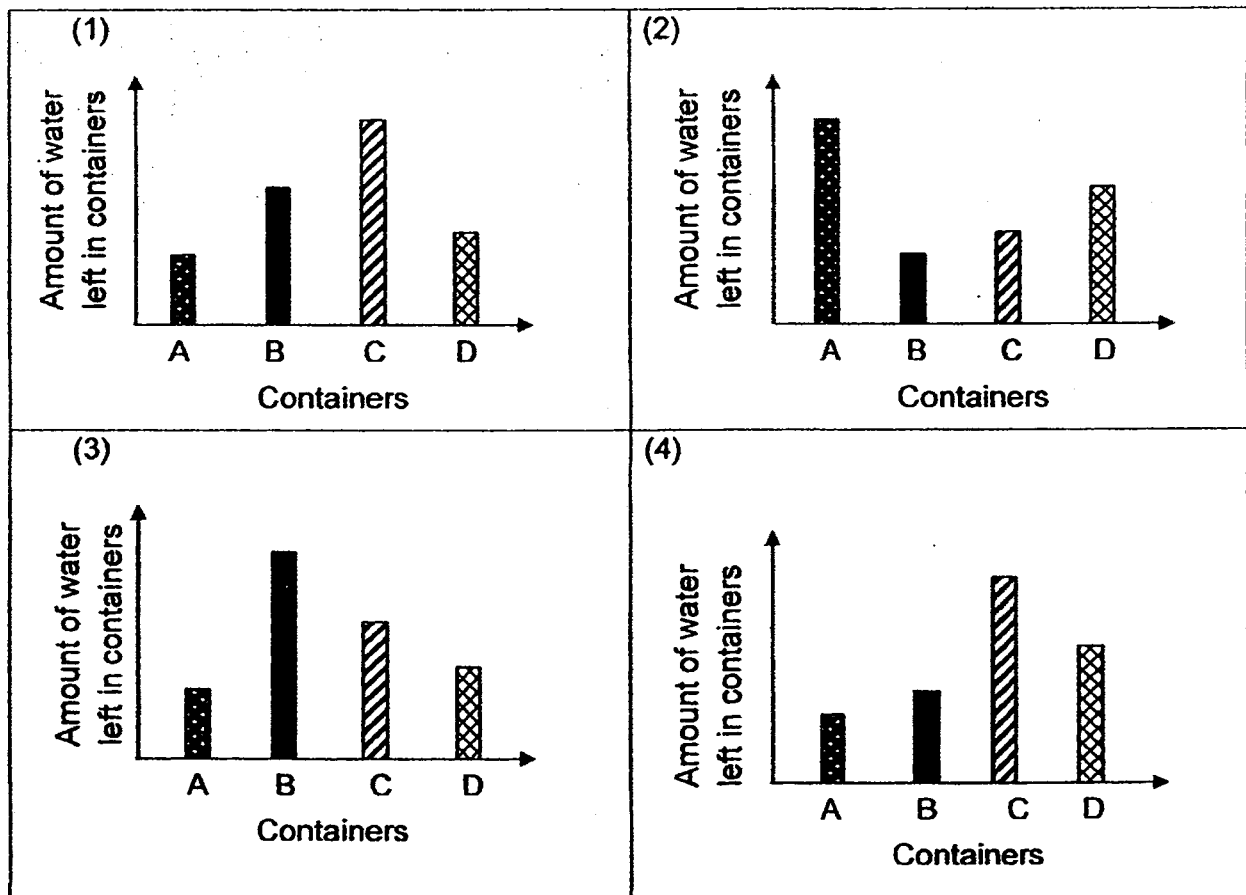 (1)
Amount of water
left in containers
A B C D
Containers
(2)
Amount of water
left in containers
A B C D
Containers
(3)
Amount of water
left in containers
A B C D
Containers
(4)
Amount of water
left in containers
A B C D
Containers